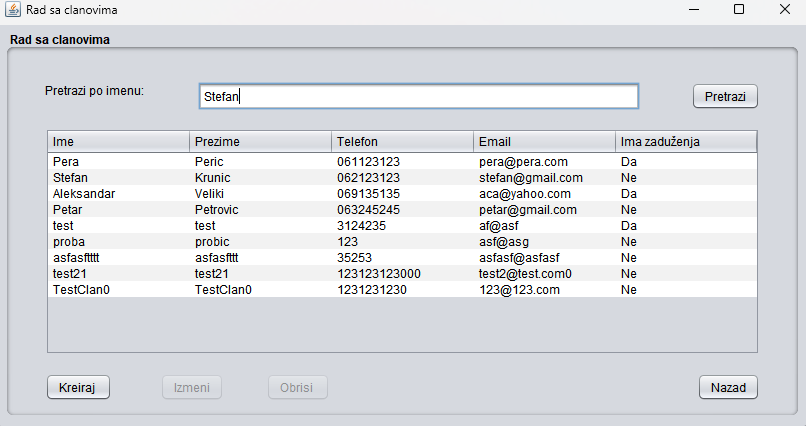 Rad sa clanovima
Rad sa clanovima
Pretrazi po imenu: Stefan Pretrazi
Ime Prezime Telefon Email Ima zaduženja
Pera Peric 061123123 pera@pera.com Da
Stefan Krunic 062123123 stefan@gmail.com Ne
Aleksandar Veliki 069135135 aca@yahoo.com Da
Petar Petrovic 063245245 petar@gmail.com Ne
test test 3124235 af@asf Da
proba probic 123 asf@asg Ne
asfasftttt asfasfttt 35253 asfasf@asfasf Ne
test21 test21 123123123000 test2@test.com0 Ne
TestClan0 TestClan0 1231231230 123@123.com Ne
Kreiraj Izmeni Obrisi Nazad